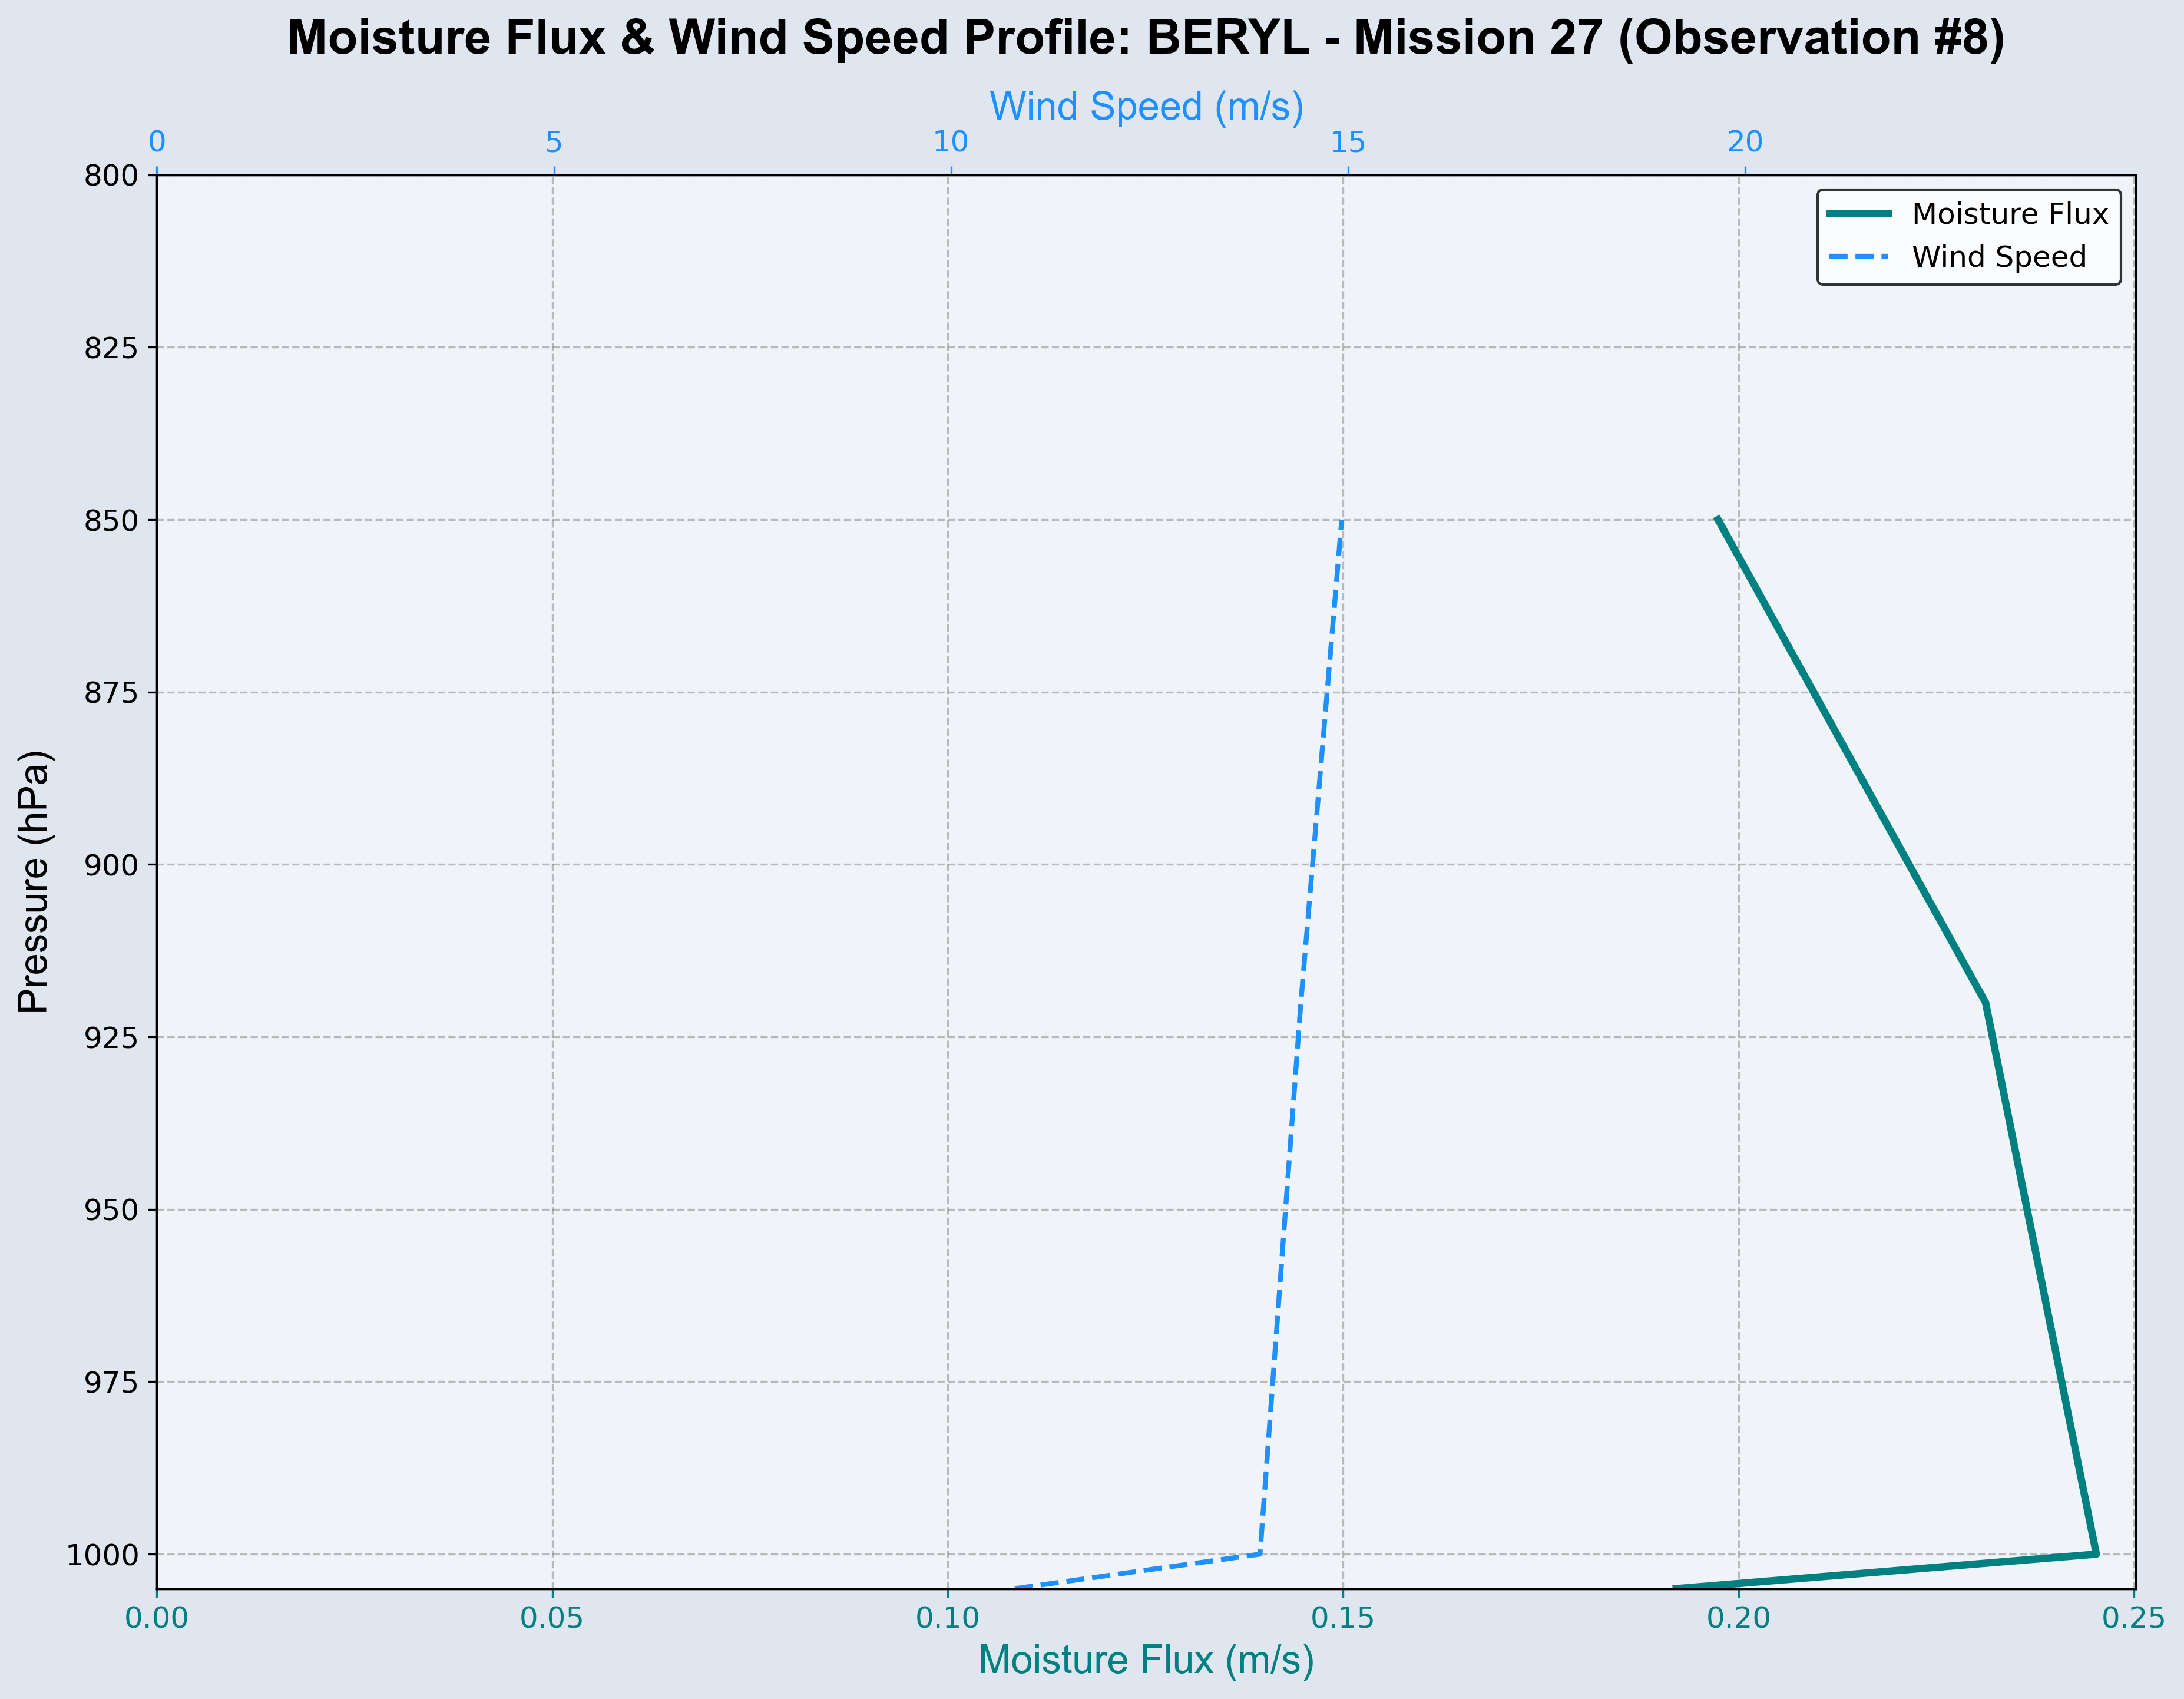 Moisture Flux & Wind Speed Profile: BERYL - Mission 27 (Observation #8)
Wind Speed (m/s)
0 5 10 15 20
Moisture Flux
Wind Speed
800
825
850
875
900
925
950
975
1000
Pressure (hPa)
0.00 0.05 0.10 0.15 0.20 0.25
Moisture Flux (m/s)